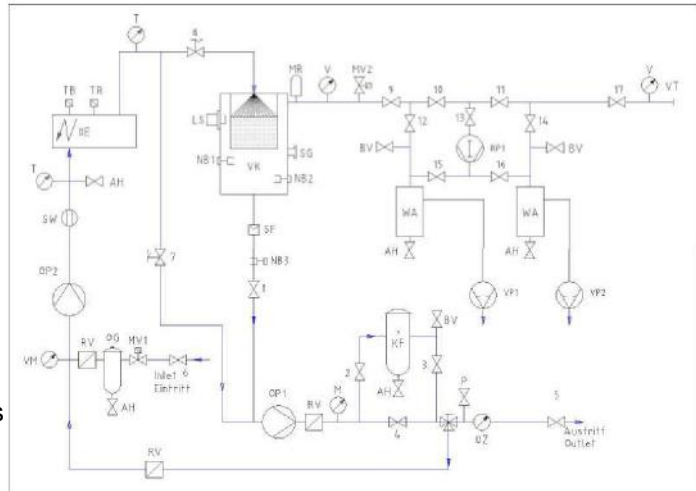 T
8
MR
V
MV2
V
TB
TR
9
10
11
17
VT
LS
12
13
14
SG
BV
RP1
BV
NB1
VK
NB2
15
16
T
AH
WA
WA
SW
SF
AH
AH
7
NB3
OP2
1
VP1
VP2
BV
RV
OG
MV1
KF
VM
2
3
Inlet
6
Eintritt
M
AH
P
OP1
RV
5
AH
4
OZ
Austritt
Outlet
RV
s